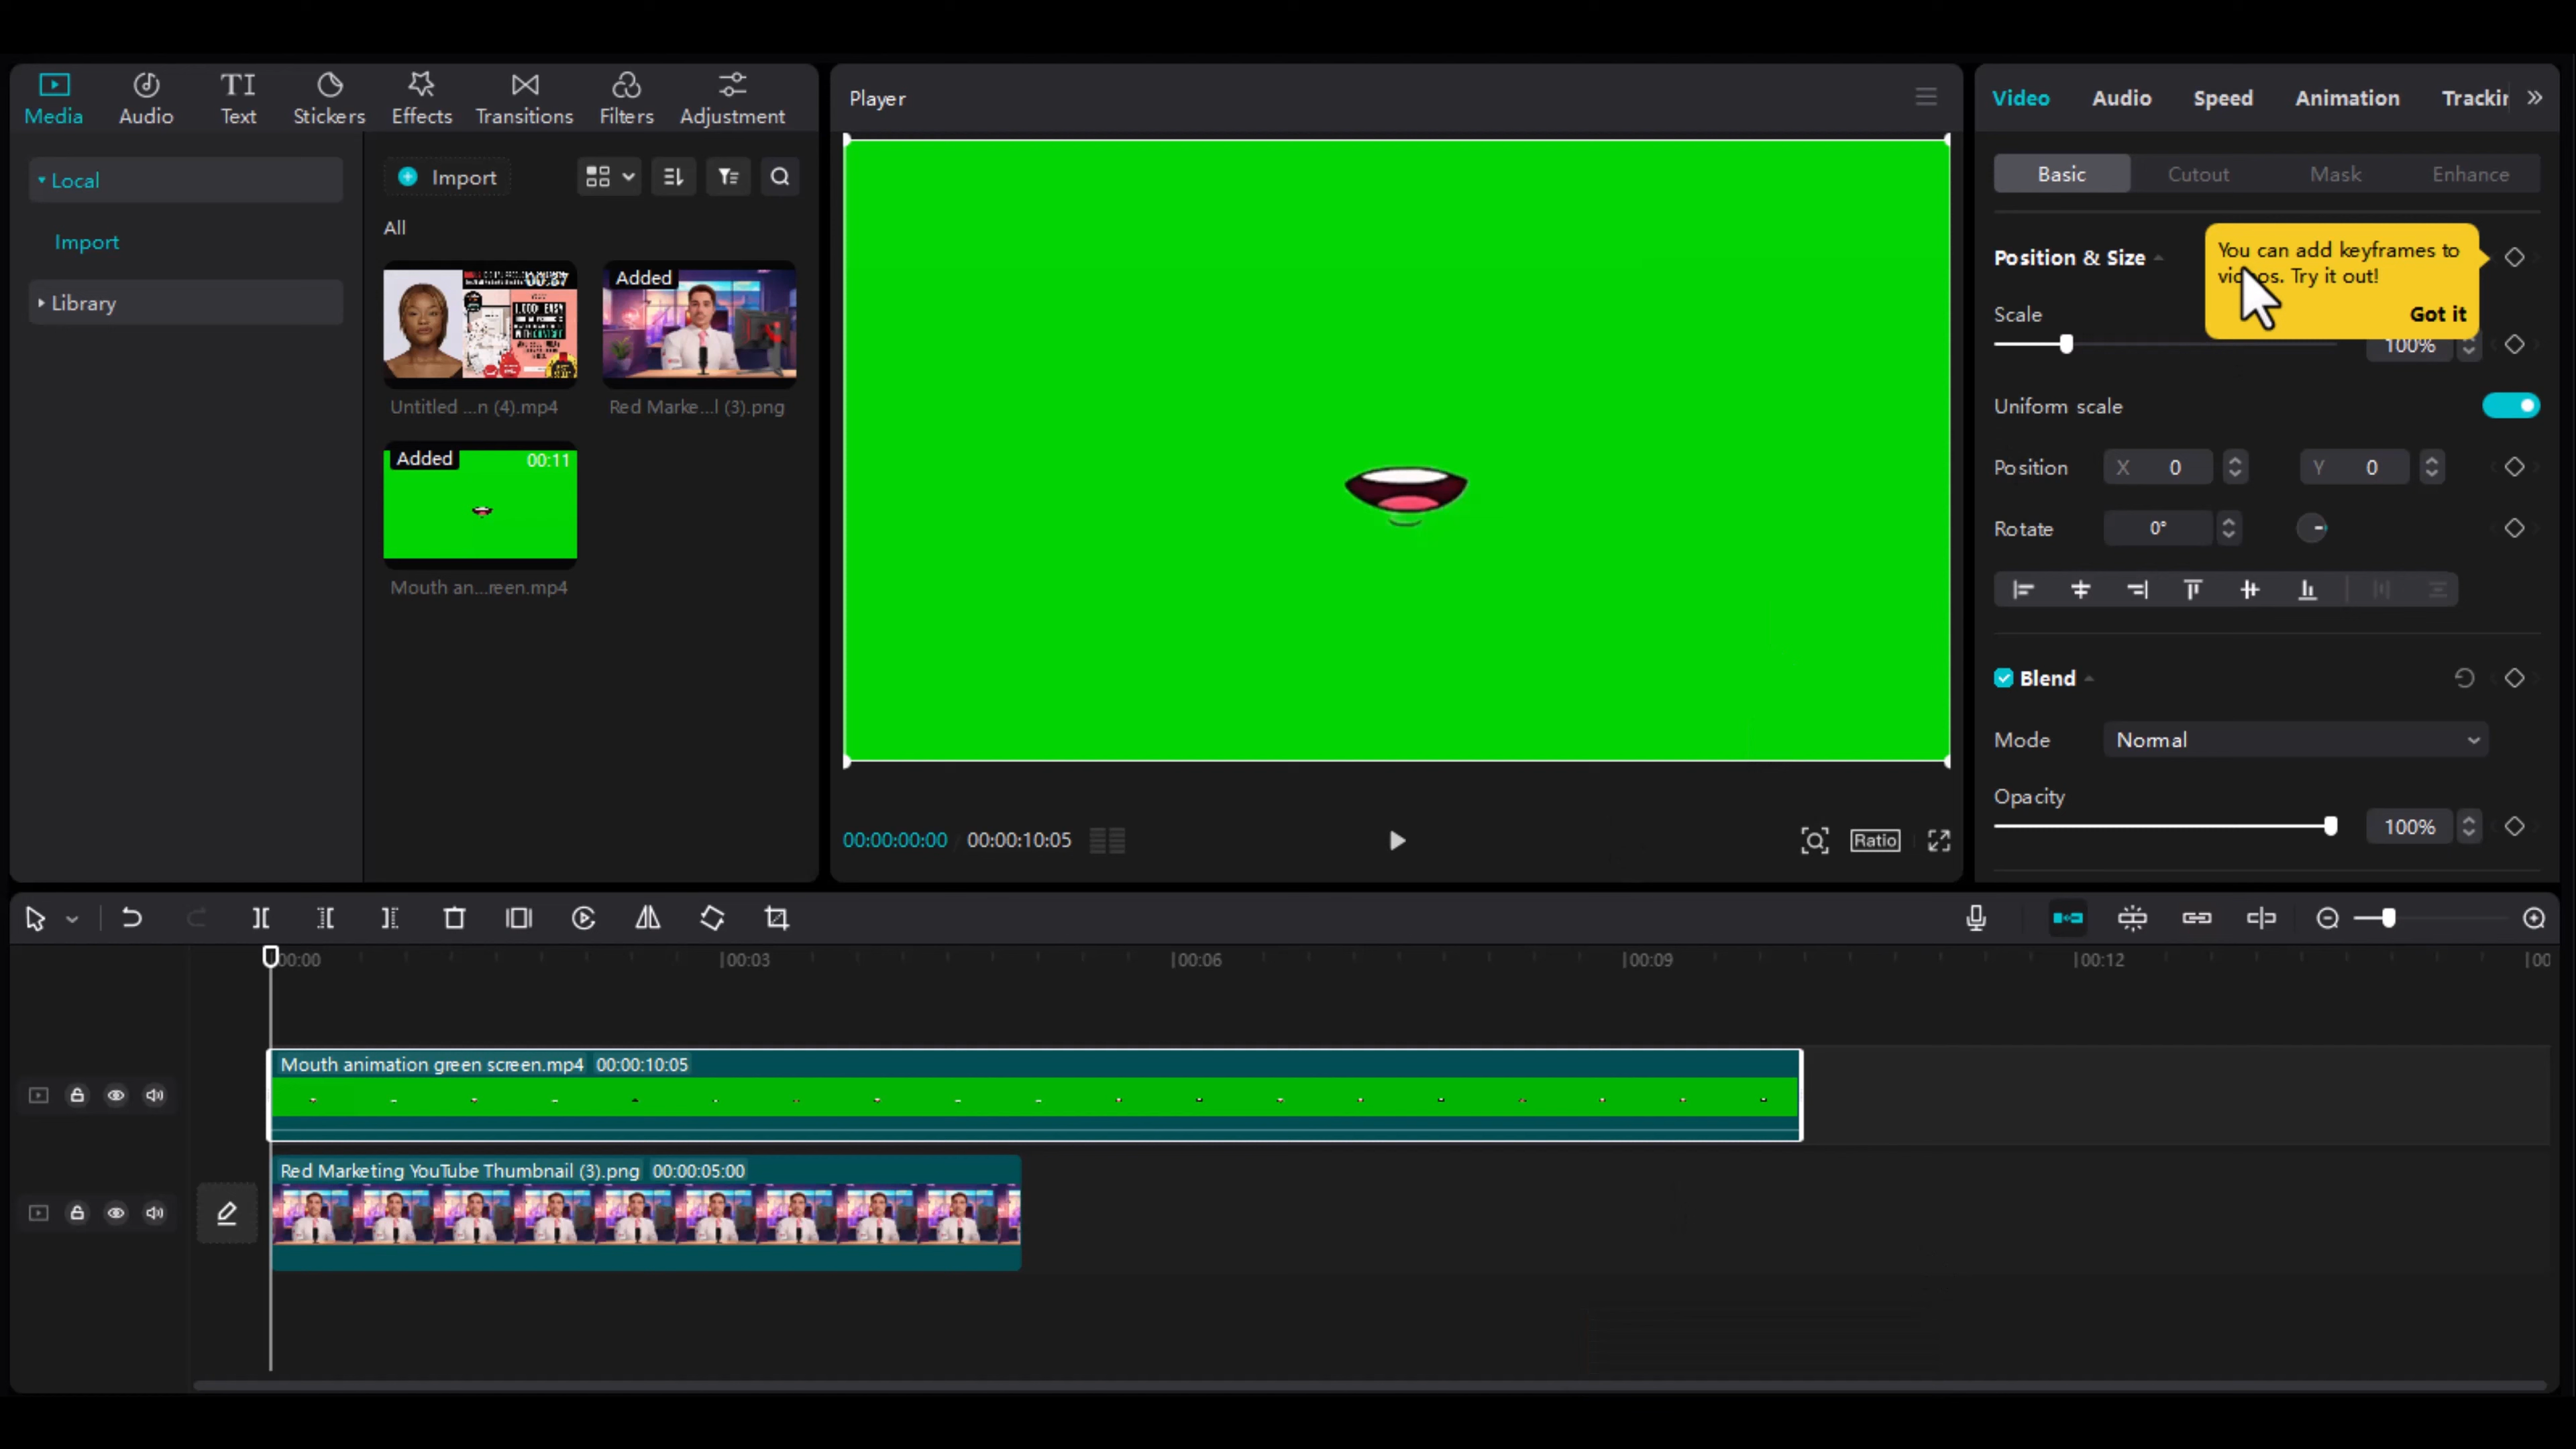 Media
Audio
Text
Stickers
Effects
Transitions
Filters
Adjustment
Local
Import
Library
Import
All
00:37
Untitled ...n (4).mp4
Added
Red Marke...l (3).png
Added
00:11
Mouth an...reen.mp4
Player
00:00:00:00 / 00:00:10:05
Ratio
Video
Audio
Speed
Animation
Trackin
Basic
Cutout
Mask
Enhance
Position & Size
You can add keyframes to
videos. Try it out!
Got it
Scale
100%
Uniform scale
Position
X 0
Y 0
Rotate
0°
Blend
Mode
Normal
Opacity
100%
00:00
00:03
00:06
00:09
00:12
00
Mouth animation green screen.mp4 00:00:10:05
Red Marketing YouTube Thumbnail (3).png 00:00:05:00